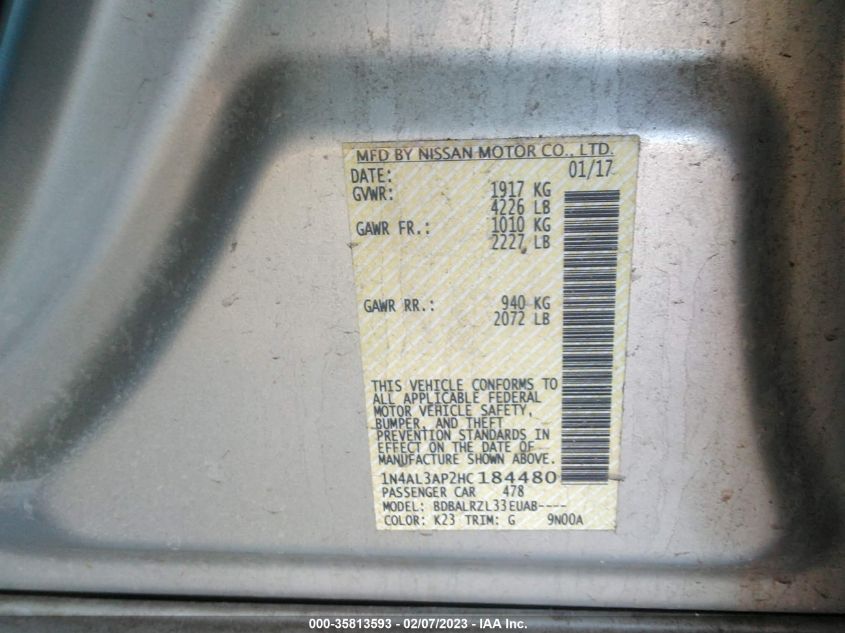 MFD BY NISSAN MOTOR CO., LTD.
DATE: 01/17
GVWR: 1917 KG
4226 LB
GAWR FR.: 1010 KG
2227 LB
GAWR RR.: 940 KG
2072 LB
THIS VEHICLE CONFORMS TO
ALL APPLICABLE FEDERAL
MOTOR VEHICLE SAFETY,
BUMPER, AND THEFT
PREVENTION STANDARDS IN
EFFECT ON THE DATE OF
MANUFACTURE SHOWN ABOVE.
1N4AL3AP2HC184480
PASSENGER CAR 478
MODEL: BDBALRZL33EUAB----
COLOR: K23 TRIM: G 9N00A
000-35813593 - 02/07/2023 - IAA Inc.